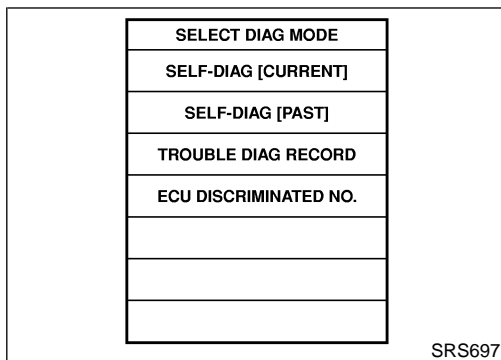 SELECT DIAG MODE
SELF-DIAG [CURRENT]
SELF-DIAG [PAST]
TROUBLE DIAG RECORD
ECU DISCRIMINATED NO.
SRS697